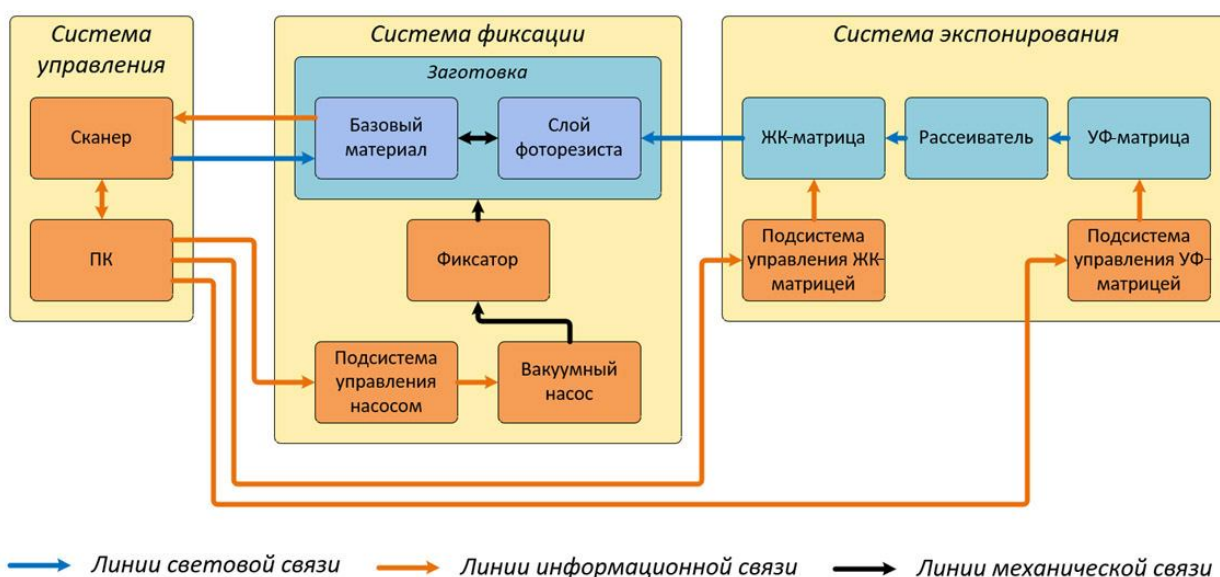 Система
управления
Сканер
ПК
Система фиксации
Заготовка
Базовый
материал
Слой
фоторезиста
Фиксатор
Подсистема
управления
насосом
Вакуумный
насос
Система экспонирования
ЖК-матрица
Рассеиватель
УФ-матрица
Подсистема
управления ЖК-
матрицей
Подсистема
управления УФ-
матрицей
Линии световой связи
Линии информационной связи
Линии механической связи